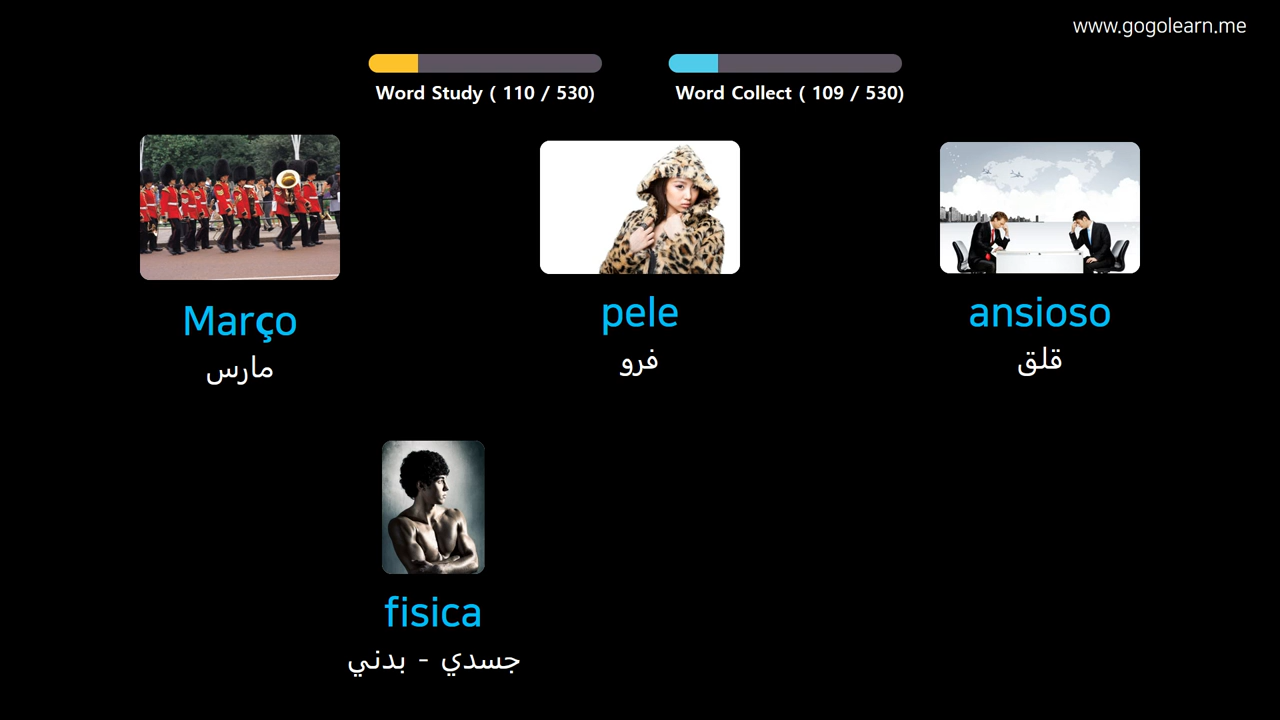 www.gogolearn.me
Word Study ( 110 / 530)
Word Collect ( 109 / 530)
Março
مارس
pele
فرو
ansioso
قلق
fisica
جسدي - بدني